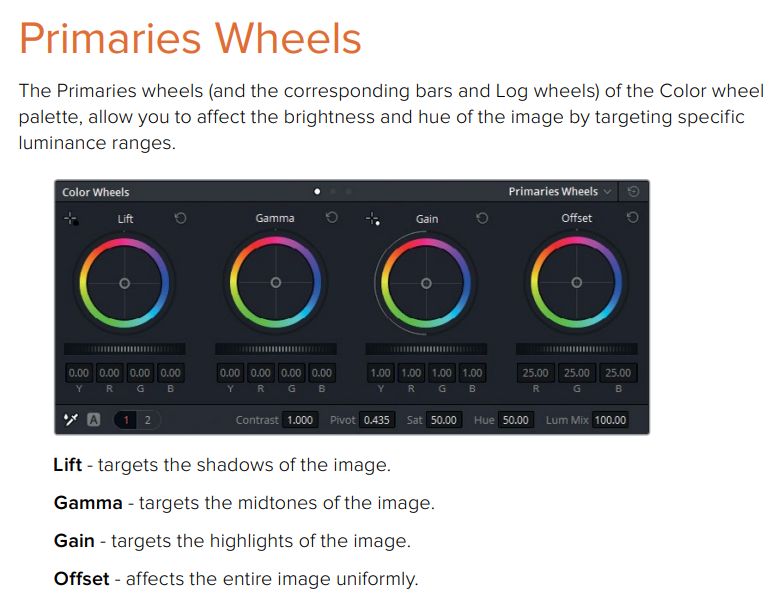 Primaries Wheels
The Primaries wheels (and the corresponding bars and Log wheels) of the Color wheel
palette, allow you to affect the brightness and hue of the image by targeting specific
luminance ranges.
Color Wheels Primaries Wheels
Lift Gamma Gain Offset
0.00 0.00 0.00 0.00 0.00 0.00 0.00 0.00 1.00 1.00 1.00 1.00 25.00 25.00 25.00
Y R G B Y R G B Y R G B R G B
A 1 2 Contrast 1.000 Pivot 0.435 Sat 50.00 Hue 50.00 Lum Mix 100.00
Lift - targets the shadows of the image.
Gamma - targets the midtones of the image.
Gain - targets the highlights of the image.
Offset - affects the entire image uniformly.